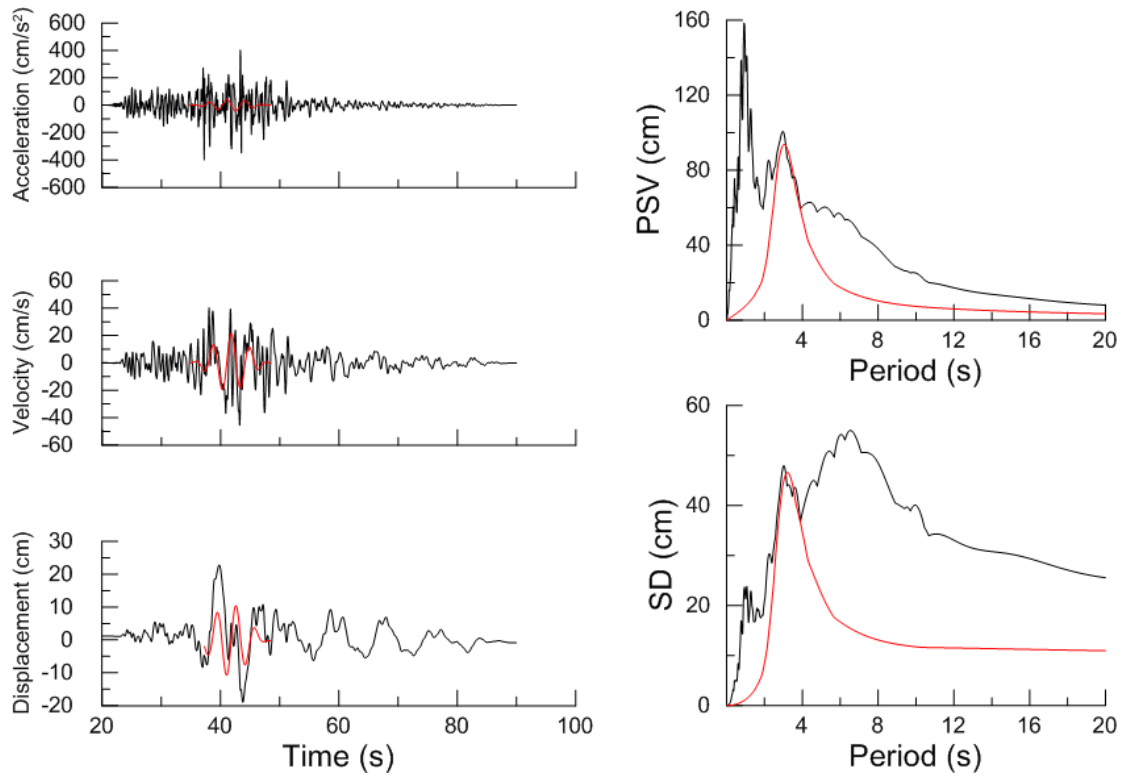 Acceleration (cm/s²)
600
400
200
0
-200
-400
-600
Velocity (cm/s)
60
40
20
0
-20
-40
-60
Displacement (cm)
30
20
10
0
-10
-20
20 40 60 80 100
Time (s)
PSV (cm)
160
120
80
40
0
4 8 12 16 20
Period (s)
SD (cm)
60
40
20
0
4 8 12 16 20
Period (s)